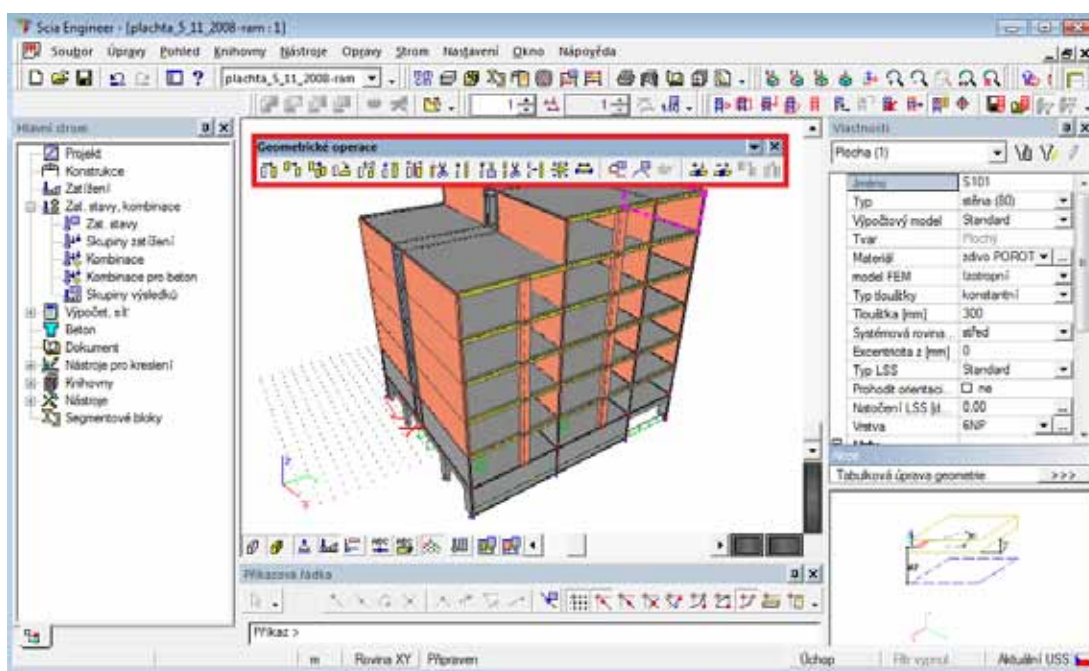 Scia Engineer - [plachta_5_11_2008-ram : 1]
Soubor Úpravy Pohled Knihovny Nástroje Opravy Strom Nastavení Okno Nápověda
plachta_5_11_2008-ram
1 1
Hlavní strom
Projekt
Konstrukce
Zatížení
Zat. stavy, kombinace
Zat. stavy
Skupiny zatížení
Kombinace
Kombinace pro beton
Skupiny výsledků
Výpočet, síť
Beton
Dokument
Nástroje pro kreslení
Knihovny
Nástroje
Segmentové bloky
Geometrické operace
Vlastnosti
Plocha (1)
Jméno S101
Typ stěna (80)
Výpočtový model Standard
Tvar Plochý
Materiál zdivo POROT
model FEM Izotropní
Typ tloušťky konstantní
Tloušťka [mm] 300
Systémová rovina střed
Excentricita z [mm] 0
Typ LSS Standard
Prohodit orientaci ne
Natočení LSS [d 0.00
Vrstva 6NP
Akce
Tabulková úprava geometrie >>>
Příkazová řádka
Příkaz >
m Rovina XY Připraven Úchop Filtr vypnut Aktuální USS